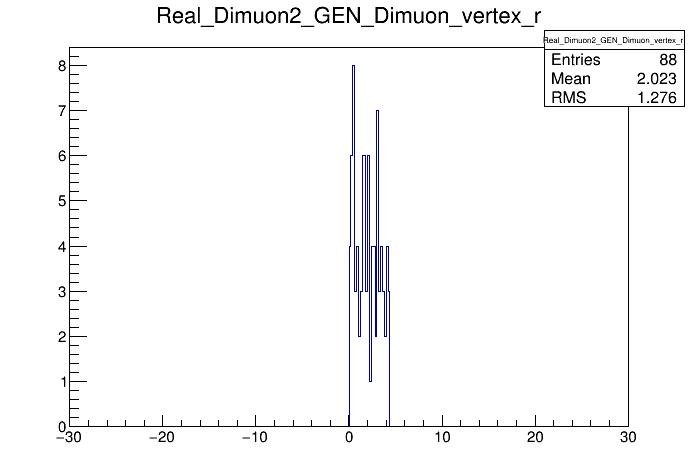 Real_Dimuon2_GEN_Dimuon_vertex_r
Real_Dimuon2_GEN_Dimuon_vertex_r
Entries 88
Mean 2.023
RMS 1.276
8
7
6
5
4
3
2
1
0
−30 −20 −10 0 10 20 30